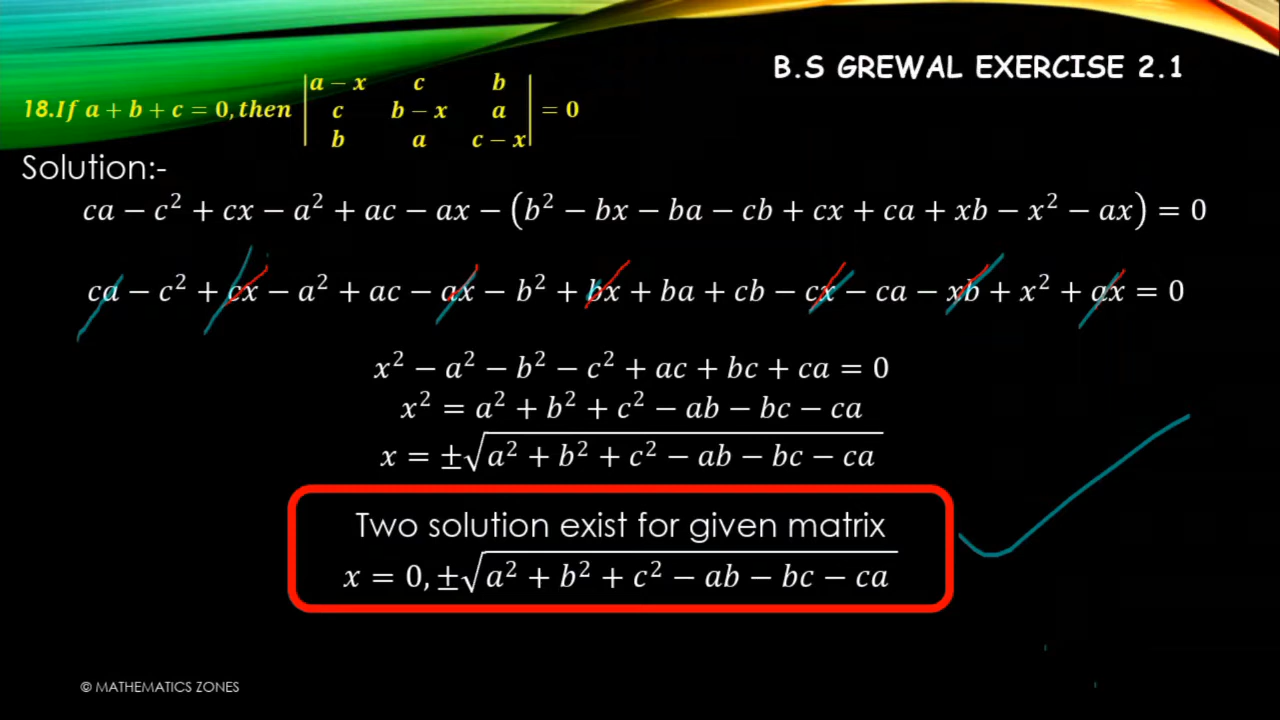 B.S GREWAL EXERCISE 2.1
18.If a + b + c = 0, then |a − x c b; c b − x a; b a c − x| = 0
Solution:-
ca − c² + cx − a² + ac − ax − (b² − bx − ba − cb + cx + ca + xb − x² − ax) = 0
ca − c² + cx − a² + ac − ax − b² + bx + ba + cb − cx − ca − xb + x² + ax = 0
x² − a² − b² − c² + ac + bc + ca = 0
x² = a² + b² + c² − ab − bc − ca
x = ±√(a² + b² + c² − ab − bc − ca)
Two solution exist for given matrix
x = 0, ±√(a² + b² + c² − ab − bc − ca)
© MATHEMATICS ZONES